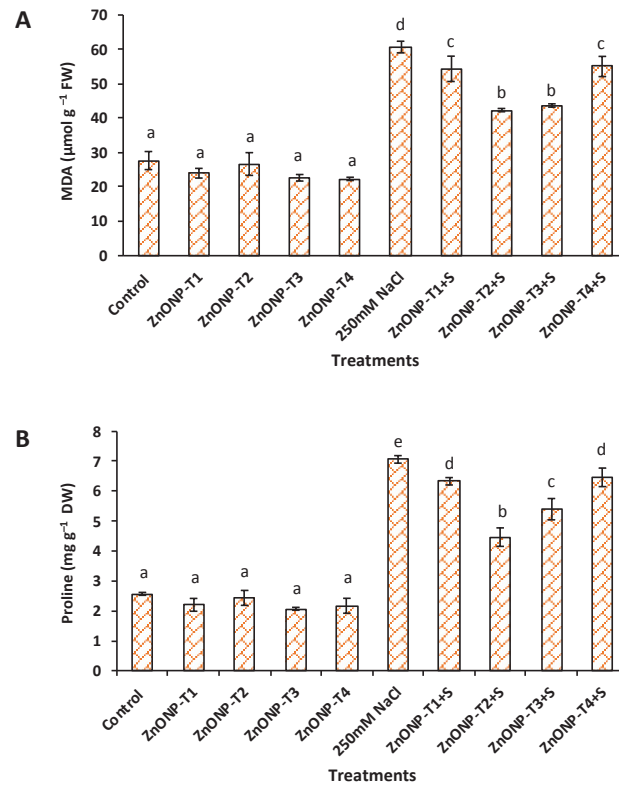 A
MDA (µmol g⁻¹ FW)
70
60
50
40
30
20
10
0
a
a
a
a
a
d
c
b
b
c
Control
ZnONP-T1
ZnONP-T2
ZnONP-T3
ZnONP-T4
250mM NaCl
ZnONP-T1+S
ZnONP-T2+S
ZnONP-T3+S
ZnONP-T4+S
Treatments
B
Proline (mg g⁻¹ DW)
8
7
6
5
4
3
2
1
0
a
a
a
a
a
e
d
b
c
d
Control
ZnONP-T1
ZnONP-T2
ZnONP-T3
ZnONP-T4
250mM NaCl
ZnONP-T1+S
ZnONP-T2+S
ZnONP-T3+S
ZnONP-T4+S
Treatments